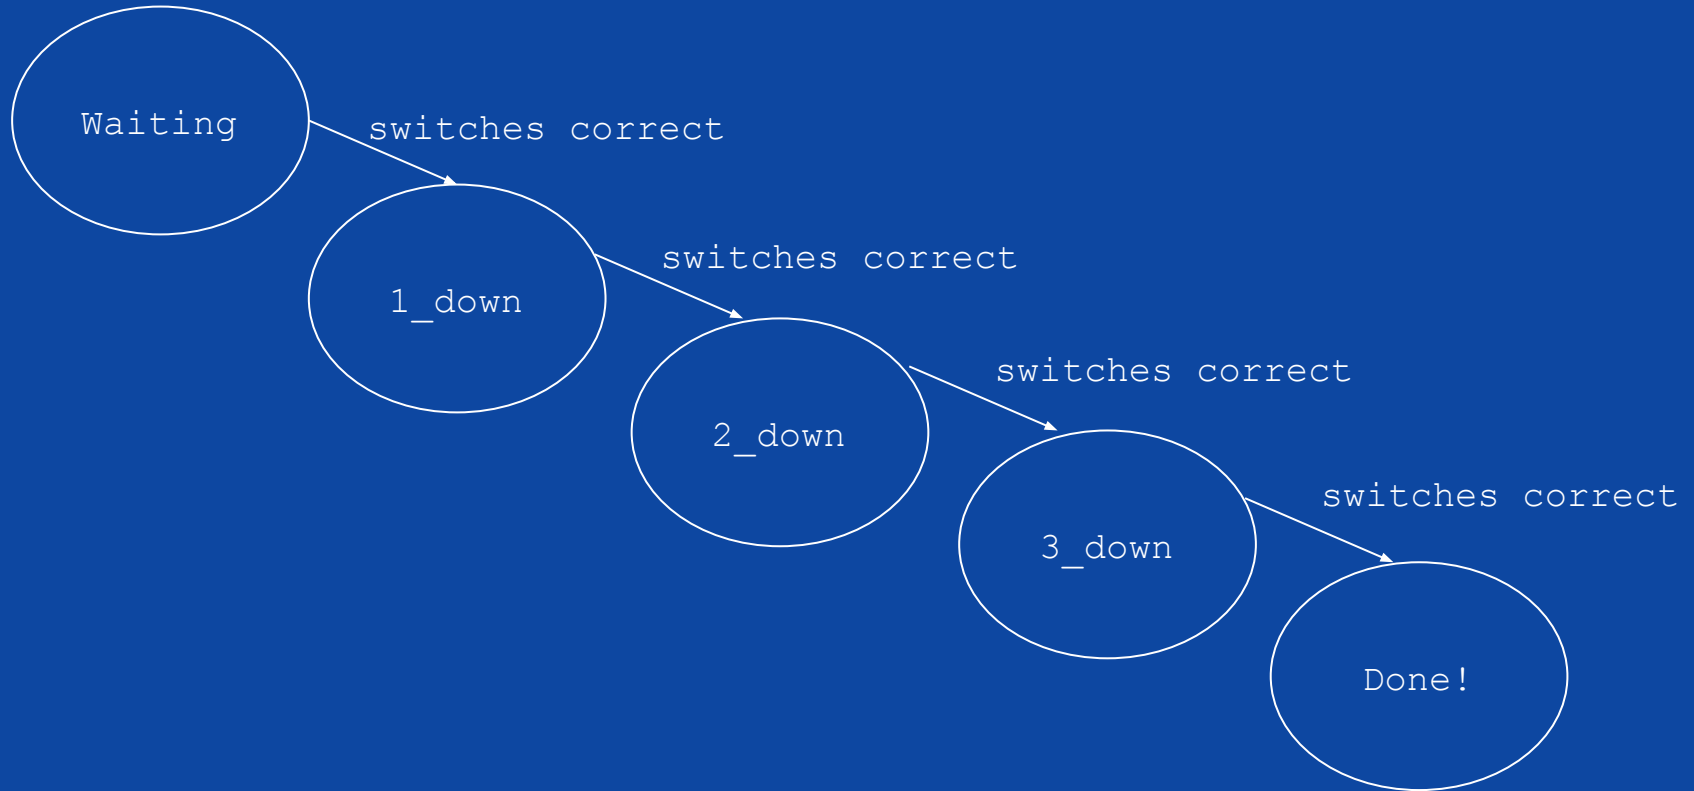 Waiting
switches correct
1_down
switches correct
2_down
switches correct
3_down
switches correct
Done!